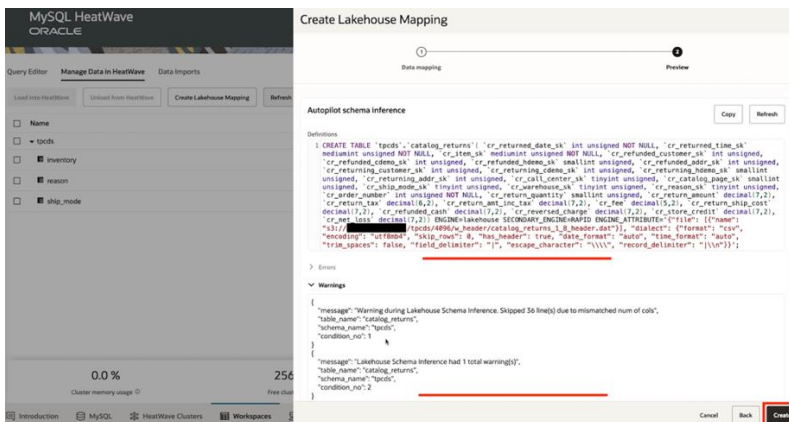 MySQL HeatWave
ORACLE
Query Editor
Manage Data in HeatWave
Data Imports
Load into HeatWave
Unload from HeatWave
Create Lakehouse Mapping
Refresh
Name
tpcds
inventory
reason
ship_mode
0.0 %
Cluster memory usage
256
Free clus
Introduction
MySQL
HeatWave Clusters
Workspaces
Create Lakehouse Mapping
1
2
Data mapping
Preview
Autopilot schema inference
Copy
Refresh
Definitions
1 CREATE TABLE `tpcds`.`catalog_returns`( `cr_returned_date_sk` int unsigned NOT NULL, `cr_returned_time_sk`
mediumint unsigned NOT NULL, `cr_item_sk` mediumint unsigned NOT NULL, `cr_refunded_customer_sk` int unsigned,
`cr_refunded_cdemo_sk` int unsigned, `cr_refunded_hdemo_sk` smallint unsigned, `cr_refunded_addr_sk` int unsigned,
`cr_returning_customer_sk` int unsigned, `cr_returning_cdemo_sk` int unsigned, `cr_returning_hdemo_sk` smallint
unsigned, `cr_returning_addr_sk` int unsigned, `cr_call_center_sk` tinyint unsigned, `cr_catalog_page_sk` smallint
unsigned, `cr_ship_mode_sk` tinyint unsigned, `cr_warehouse_sk` tinyint unsigned, `cr_reason_sk` tinyint unsigned,
`cr_order_number` int unsigned NOT NULL, `cr_return_quantity` smallint unsigned, `cr_return_amount` decimal(7,2),
`cr_return_tax` decimal(6,2), `cr_return_amt_inc_tax` decimal(7,2), `cr_fee` decimal(5,2), `cr_return_ship_cost`
decimal(7,2), `cr_refunded_cash` decimal(7,2), `cr_reversed_charge` decimal(7,2), `cr_store_credit` decimal(7,2),
`cr_net_loss` decimal(7,2)) ENGINE=lakehouse SECONDARY_ENGINE=RAPID ENGINE_ATTRIBUTE='{"file": [{"name":
"s3:// /tpcds/4096/w_header/catalog_returns_1_8_header.dat"}], "dialect": {"format": "csv",
"encoding": "utf8mb4", "skip_rows": 0, "has_header": true, "date_format": "auto", "time_format": "auto",
"trim_spaces": false, "field_delimiter": "|", "escape_character": "\\\\", "record_delimiter": "|\\n"}}';
Errors
Warnings
{
"message": "Warning during Lakehouse Schema Inference. Skipped 36 line(s) due to mismatched num of cols",
"table_name": "catalog_returns",
"schema_name": "tpcds",
"condition_no": 1
}
{
"message": "Lakehouse Schema Inference had 1 total warning(s)",
"table_name": "catalog_returns",
"schema_name": "tpcds",
"condition_no": 2
}
Cancel
Back
Create